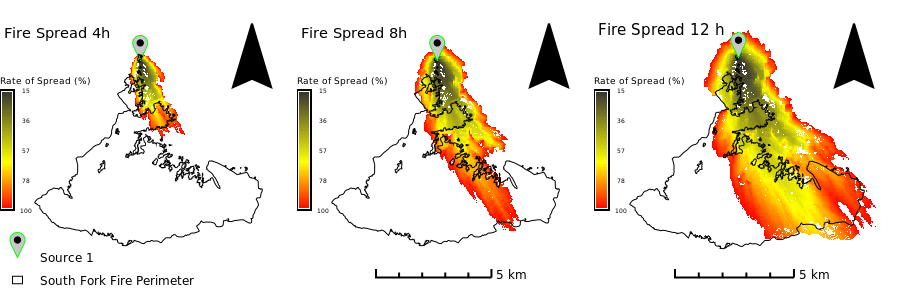 Fire Spread 4h
Rate of Spread (%)
15
36
57
78
100
Source 1
South Fork Fire Perimeter
Fire Spread 8h
Rate of Spread (%)
15
36
57
78
100
5 km
Fire Spread 12 h
Rate of Spread (%)
15
36
57
78
100
5 km